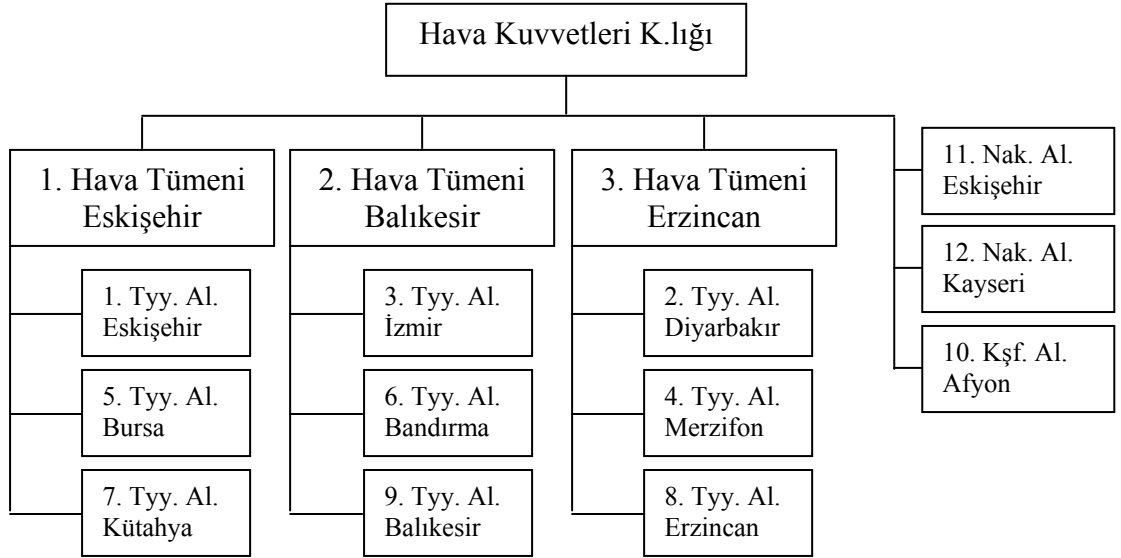 Hava Kuvvetleri K.lığı
1. Hava Tümeni
Eskişehir
1. Tyy. Al.
Eskişehir
5. Tyy. Al.
Bursa
7. Tyy. Al.
Kütahya
2. Hava Tümeni
Balıkesir
3. Tyy. Al.
İzmir
6. Tyy. Al.
Bandırma
9. Tyy. Al.
Balıkesir
3. Hava Tümeni
Erzincan
2. Tyy. Al.
Diyarbakır
4. Tyy. Al.
Merzifon
8. Tyy. Al.
Erzincan
11. Nak. Al.
Eskişehir
12. Nak. Al.
Kayseri
10. Kşf. Al.
Afyon